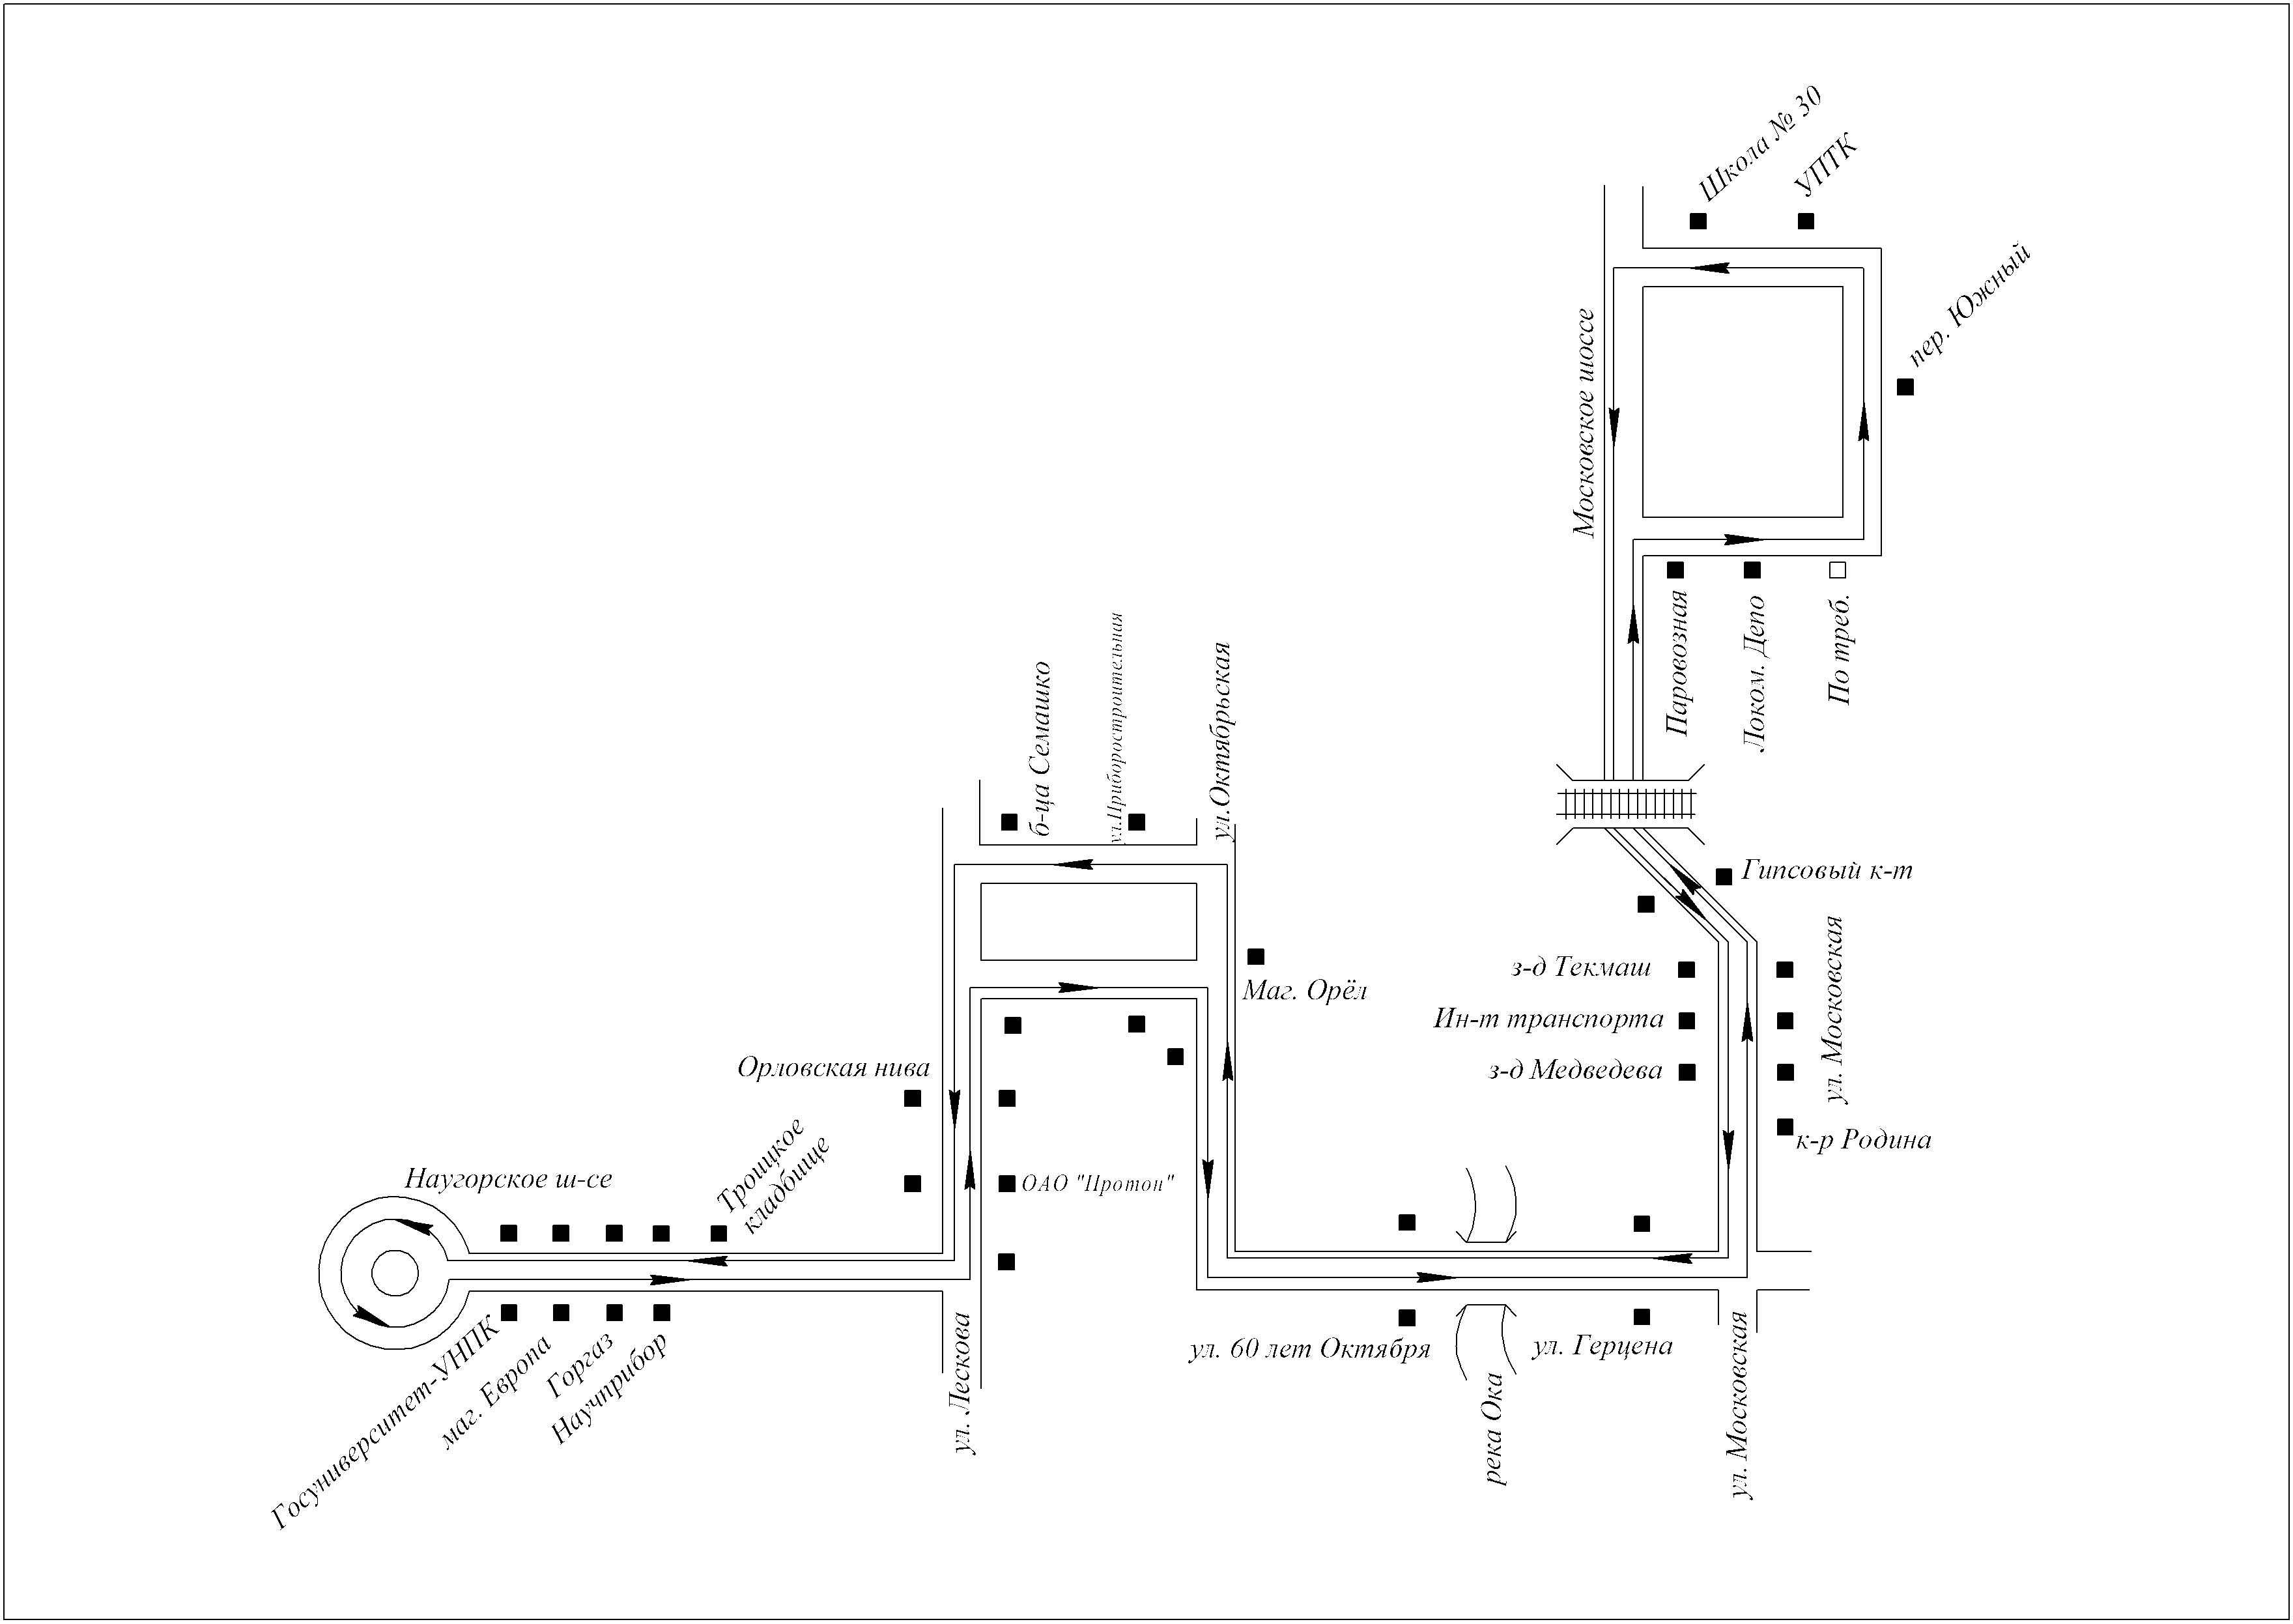 Школа № 30
УПТК
пер. Южный
Московское шоссе
Паровозная
Локом. Депо
По треб.
б-ца Семашко
ул.Приборостроительная
ул.Октябрьская
Гипсовый к-т
Маг. Орёл
з-д Текмаш
Ин-т транспорта
з-д Медведева
ул. Московская
к-р Родина
Орловская нива
Троицкое
кладбище
Наугорское ш-се
ОАО "Протон"
Госуниверситет-УНПК
маг. Европа
Горгаз
Научприбор
ул. Лескова
ул. 60 лет Октября
река Ока
ул. Герцена
ул. Московская